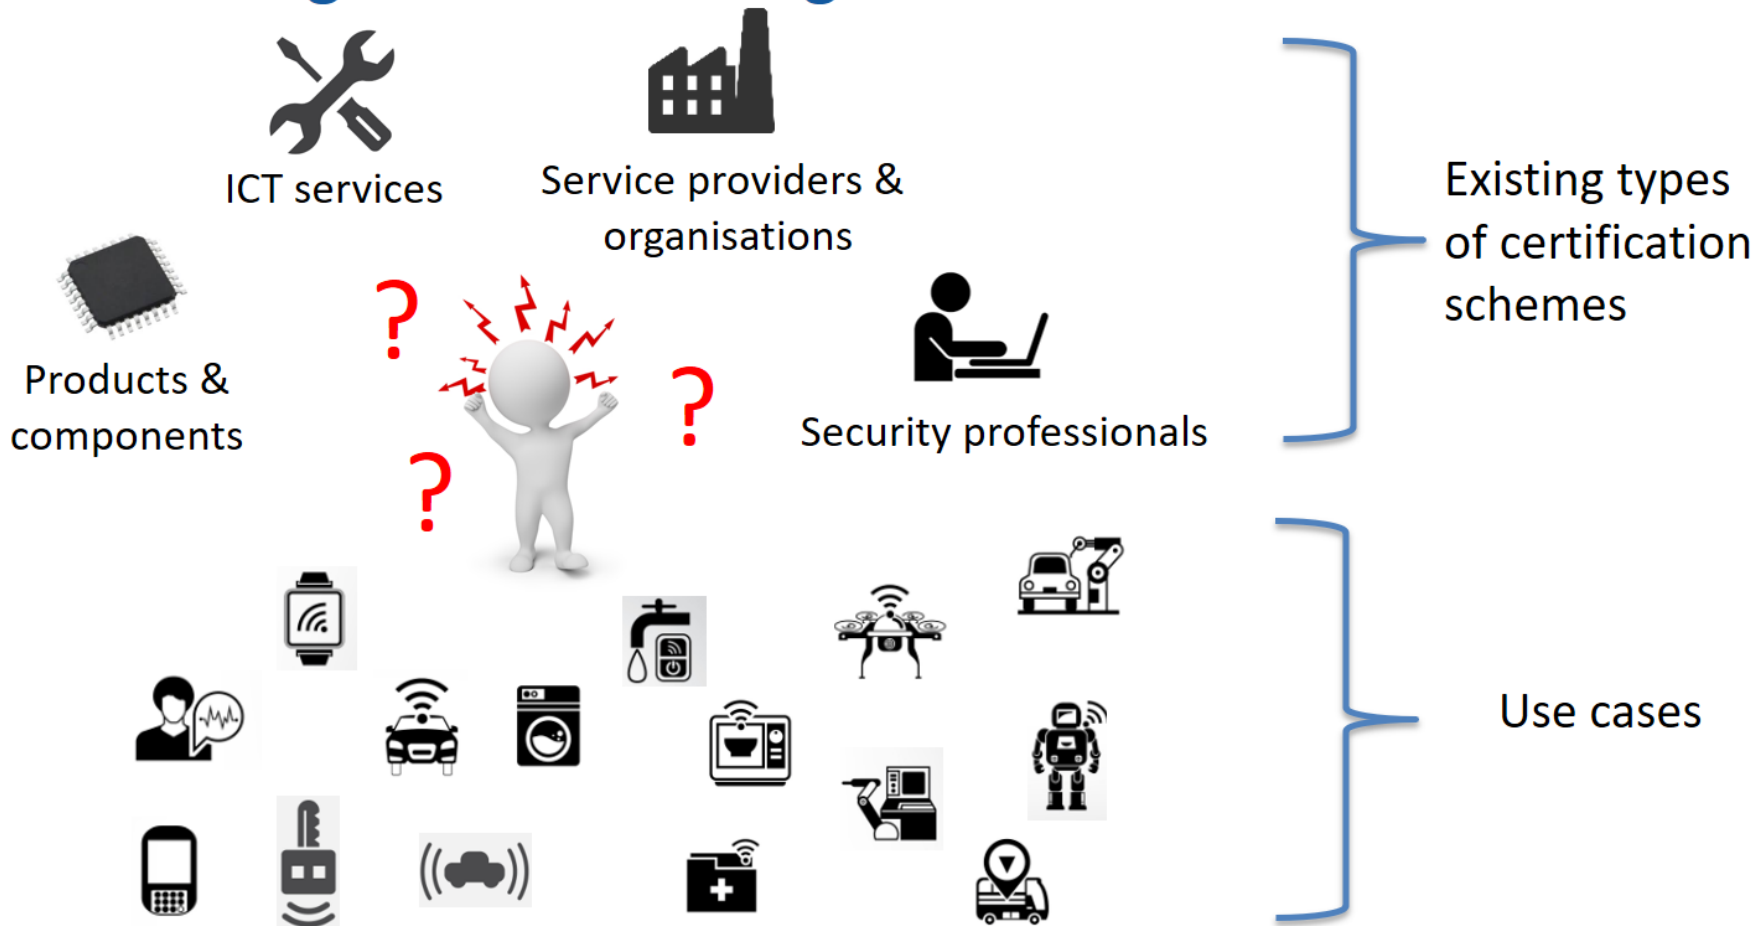 ICT services
Service providers &
organisations
Existing types
of certification
schemes
?
?
?
Products &
components
Security professionals
Use cases